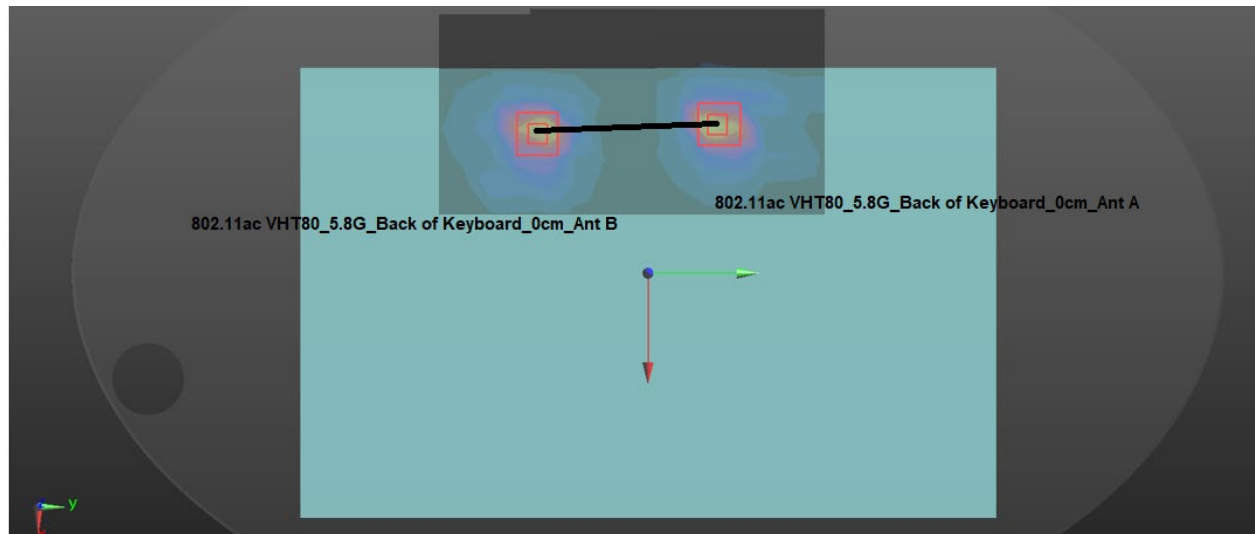 802.11ac VHT80_5.8G_Back of Keyboard_0cm_Ant A
802.11ac VHT80_5.8G_Back of Keyboard_0cm_Ant B
y